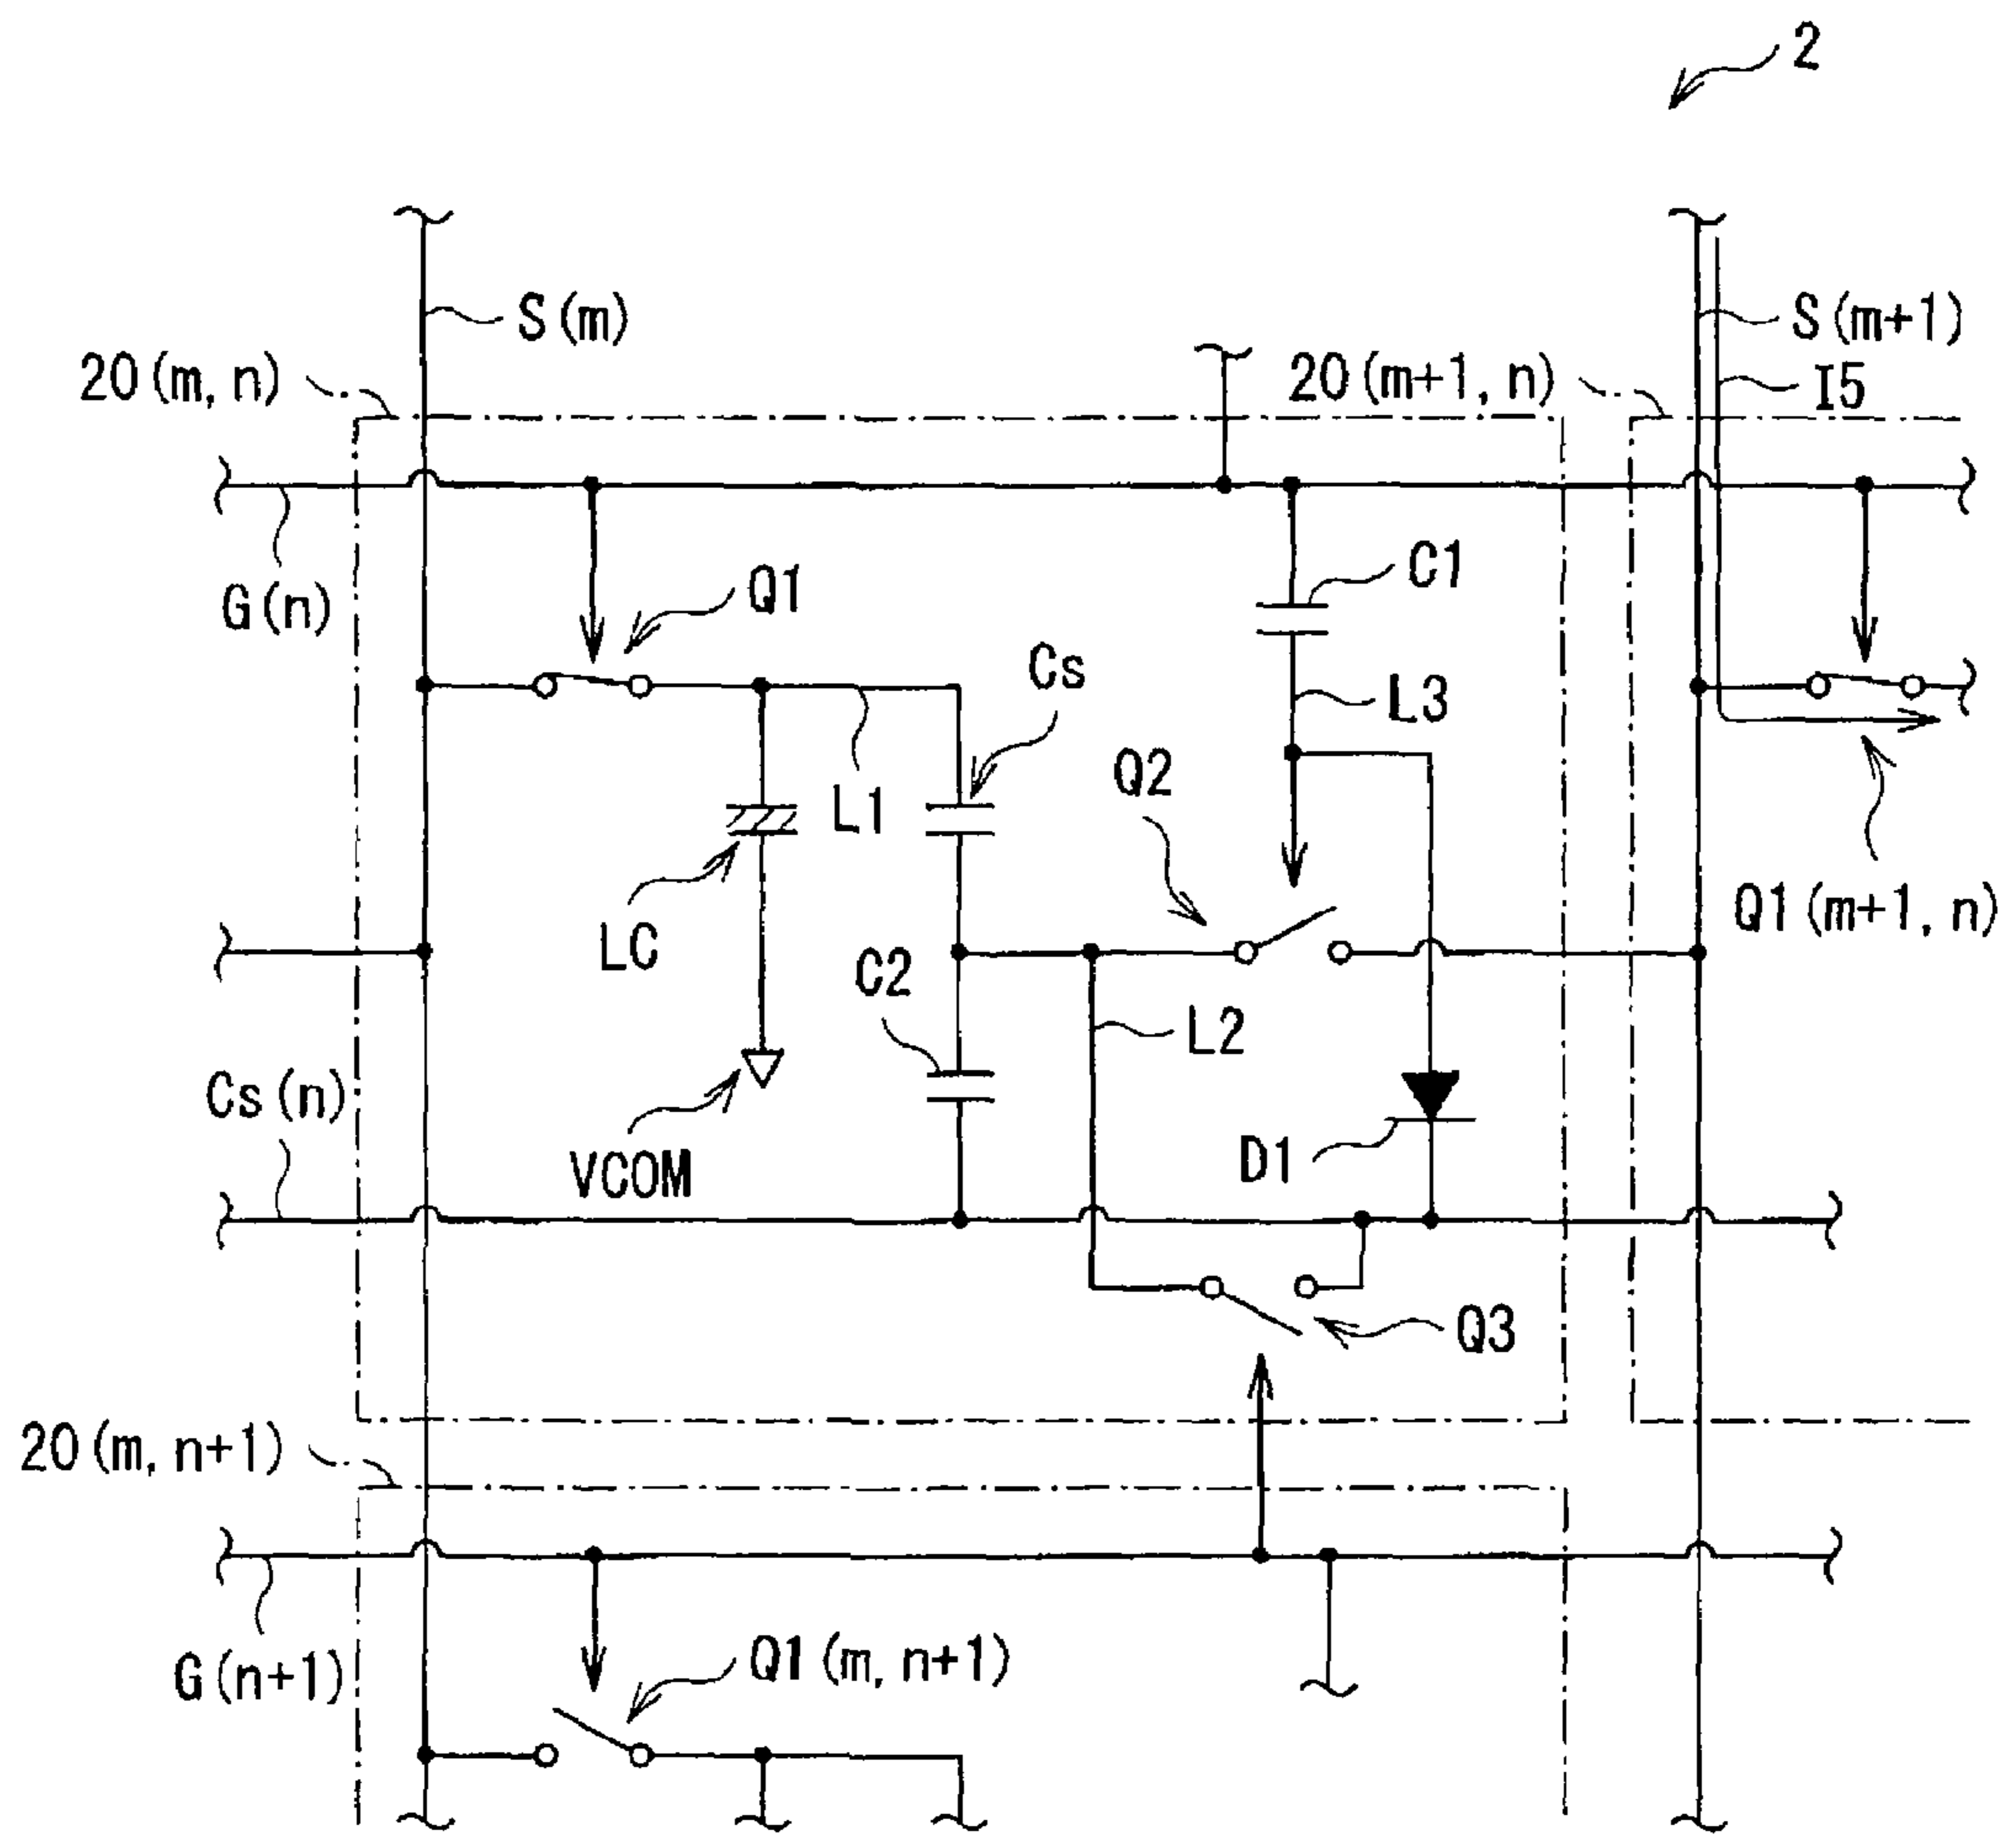 2
S(m)
S(m+1)
20(m, n)
20(m+1, n)
I5
G(n)
Q1
C1
Cs
L3
Q2
L1
LC
C2
Q1(m+1, n)
L2
Cs(n)
VCOM
D1
Q3
20(m, n+1)
G(n+1)
Q1(m, n+1)